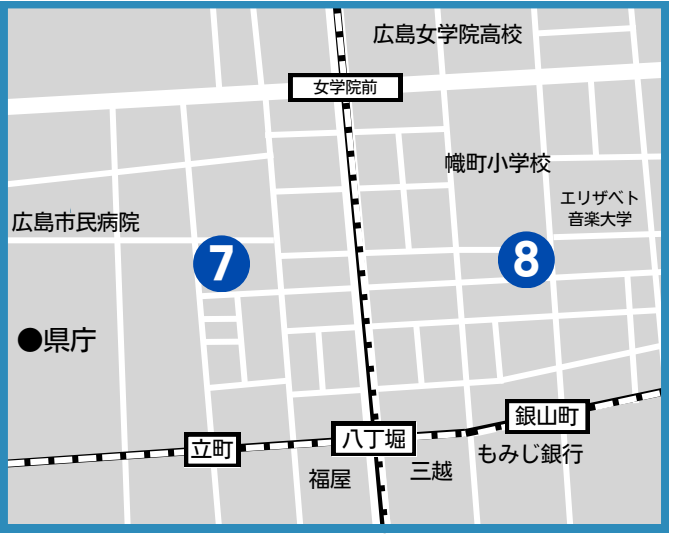 広島女学院高校
女学院前
幟町小学校
エリザベト
音楽大学
広島市民病院
7
8
●県庁
立町
八丁堀
銀山町
福屋
三越
もみじ銀行